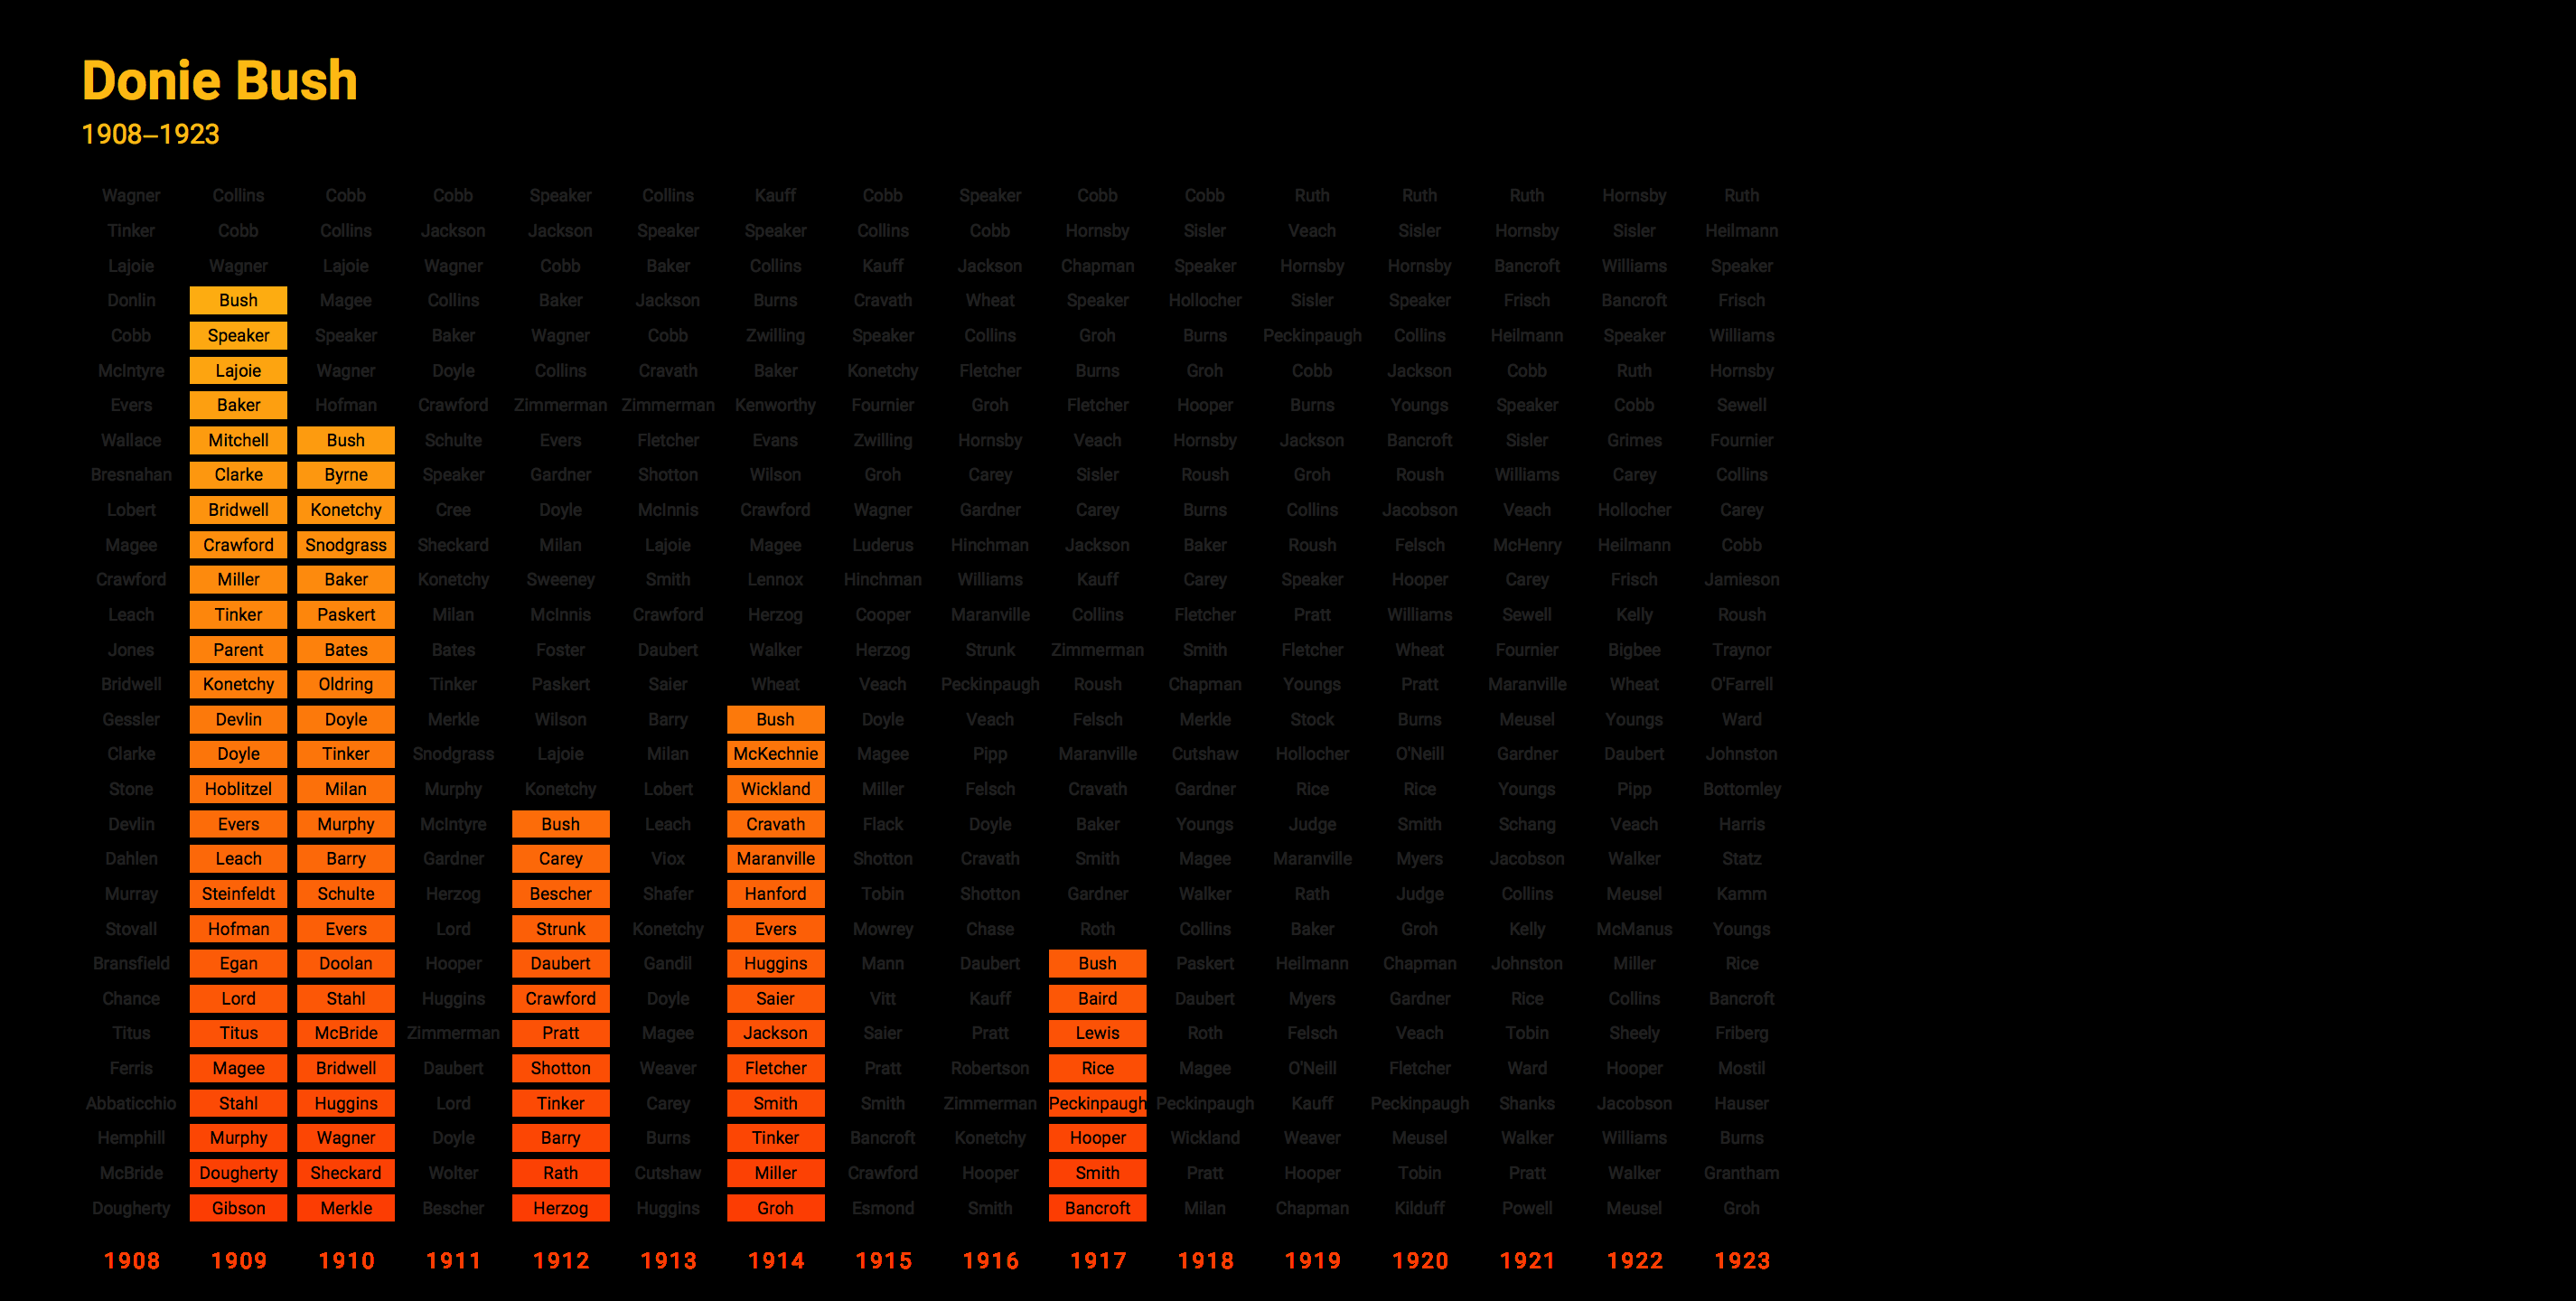 Donie Bush
1908–1923
Wagner Collins Cobb Cobb Speaker Collins Kauff Cobb Speaker Cobb Cobb Ruth Ruth Ruth Hornsby Ruth
Tinker Cobb Collins Jackson Jackson Speaker Speaker Collins Cobb Hornsby Sisler Veach Sisler Hornsby Sisler Heilmann
Lajoie Wagner Lajoie Wagner Cobb Baker Collins Kauff Jackson Chapman Speaker Hornsby Hornsby Bancroft Williams Speaker
Donlin Bush Magee Collins Baker Jackson Burns Cravath Wheat Speaker Hollocher Sisler Speaker Frisch Bancroft Frisch
Cobb Speaker Speaker Baker Wagner Cobb Zwilling Speaker Collins Groh Burns Peckinpaugh Collins Heilmann Speaker Williams
McIntyre Lajoie Wagner Doyle Collins Cravath Baker Konetchy Fletcher Burns Groh Cobb Jackson Cobb Ruth Hornsby
Evers Baker Hofman Crawford Zimmerman Zimmerman Kenworthy Fournier Groh Fletcher Hooper Burns Youngs Speaker Cobb Sewell
Wallace Mitchell Bush Schulte Evers Fletcher Evans Zwilling Hornsby Veach Hornsby Jackson Bancroft Sisler Grimes Fournier
Bresnahan Clarke Byrne Speaker Gardner Shotton Wilson Groh Carey Sisler Roush Groh Roush Williams Carey Collins
Lobert Bridwell Konetchy Cree Doyle McInnis Crawford Wagner Gardner Carey Burns Collins Jacobson Veach Hollocher Carey
Magee Crawford Snodgrass Sheckard Milan Lajoie Magee Luderus Hinchman Jackson Baker Roush Felsch McHenry Heilmann Cobb
Crawford Miller Baker Konetchy Sweeney Smith Lennox Hinchman Williams Kauff Carey Speaker Hooper Carey Frisch Jamieson
Leach Tinker Paskert Milan McInnis Crawford Herzog Cooper Maranville Collins Fletcher Pratt Williams Sewell Kelly Roush
Jones Parent Bates Bates Foster Daubert Walker Herzog Strunk Zimmerman Smith Fletcher Wheat Fournier Bigbee Traynor
Bridwell Konetchy Oldring Tinker Paskert Saier Wheat Veach Peckinpaugh Roush Chapman Youngs Pratt Maranville Wheat O'Farrell
Gessler Devlin Doyle Merkle Wilson Barry Bush Doyle Veach Felsch Merkle Stock Burns Meusel Youngs Ward
Clarke Doyle Tinker Snodgrass Lajoie Milan McKechnie Magee Pipp Maranville Cutshaw Hollocher O'Neill Gardner Daubert Johnston
Stone Hoblitzel Milan Murphy Konetchy Lobert Wickland Miller Felsch Cravath Gardner Rice Rice Youngs Pipp Bottomley
Devlin Evers Murphy McIntyre Bush Leach Cravath Flack Doyle Baker Youngs Judge Smith Schang Veach Harris
Dahlen Leach Barry Gardner Carey Viox Maranville Shotton Cravath Smith Magee Maranville Myers Jacobson Walker Statz
Murray Steinfeldt Schulte Herzog Bescher Shafer Hanford Tobin Shotton Gardner Walker Rath Judge Collins Meusel Kamm
Stovall Hofman Evers Lord Strunk Konetchy Evers Mowrey Chase Roth Collins Baker Groh Kelly McManus Youngs
Bransfield Egan Doolan Hooper Daubert Gandil Huggins Mann Daubert Bush Paskert Heilmann Chapman Johnston Miller Rice
Chance Lord Stahl Huggins Crawford Doyle Saier Vitt Kauff Baird Daubert Myers Gardner Rice Collins Bancroft
Titus Titus McBride Zimmerman Pratt Magee Jackson Saier Pratt Lewis Roth Felsch Veach Tobin Sheely Friberg
Ferris Magee Bridwell Daubert Shotton Weaver Fletcher Pratt Robertson Rice Magee O'Neill Fletcher Ward Hooper Mostil
Abbaticchio Stahl Huggins Lord Tinker Carey Smith Smith Zimmerman Peckinpaugh Peckinpaugh Kauff Peckinpaugh Shanks Jacobson Hauser
Hemphill Murphy Wagner Doyle Barry Burns Tinker Bancroft Konetchy Hooper Wickland Weaver Meusel Walker Williams Burns
McBride Dougherty Sheckard Wolter Rath Cutshaw Miller Crawford Hooper Smith Pratt Hooper Tobin Pratt Walker Grantham
Dougherty Gibson Merkle Bescher Herzog Huggins Groh Esmond Smith Bancroft Milan Chapman Kilduff Powell Meusel Groh
1908 1909 1910 1911 1912 1913 1914 1915 1916 1917 1918 1919 1920 1921 1922 1923